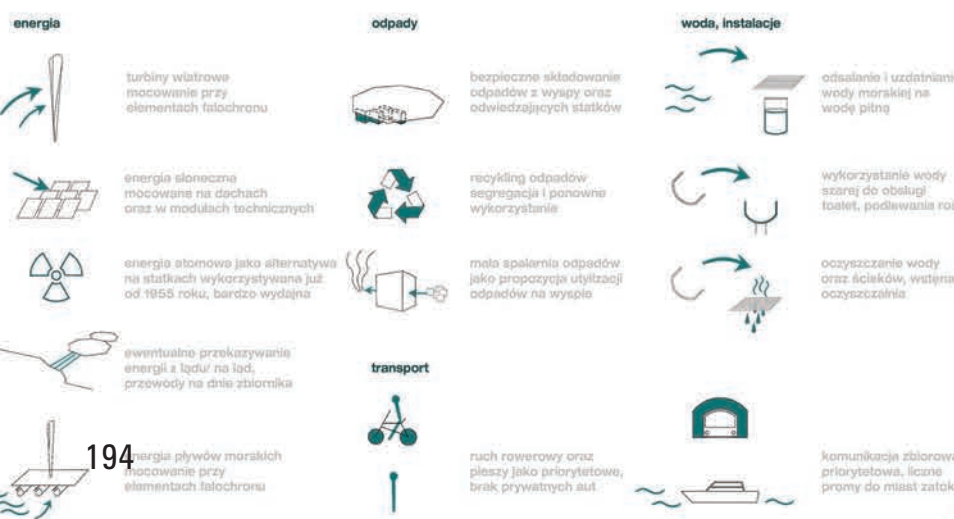 energia
turbiny wiatrowe
mocowanie przy
elementach falochronu
energia słoneczna
mocowane na dachach
oraz w modułach technicznych
energia atomowa jako alternatywa
na statkach wykorzystywana już
od 1955 roku, bardzo wydajna
ewentualne przekazywanie
energii z lądu/ na ląd,
przewody na dnie zbiornika
194
energia pływów morskich
mocowanie przy
elementach falochronu
odpady
bezpieczne składowanie
odpadów z wyspy oraz
odwiedzających statków
recykling odpadów
segregacja i ponowne
wykorzystanie
mała spalarnia odpadów
jako propozycja utylizacji
odpadów na wyspie
transport
ruch rowerowy oraz
pieszy jako priorytetowe,
brak prywatnych aut
woda, instalacje
odsalanie i uzdatniani
wody morskiej na
wodę pitną
wykorzystanie wody
szarej do obsługi
toalet, podlewania roś
oczyszczanie wody
oraz ścieków, wstępna
oczyszczalnia
komunikacja zbiorowa
priorytetowa, liczne
promy do miast zatok